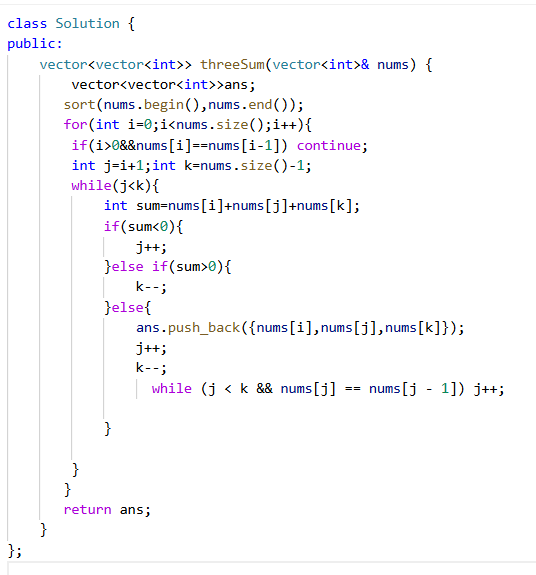 class Solution {
public:
    vector<vector<int>> threeSum(vector<int>& nums) {
        vector<vector<int>>ans;
       sort(nums.begin(),nums.end());
       for(int i=0;i<nums.size();i++){
        if(i>0&&nums[i]==nums[i-1]) continue;
        int j=i+1;int k=nums.size()-1;
        while(j<k){
            int sum=nums[i]+nums[j]+nums[k];
            if(sum<0){
                j++;
            }else if(sum>0){
                k--;
            }else{
                ans.push_back({nums[i],nums[j],nums[k]});
                j++;
                k--;
                  while (j < k && nums[j] == nums[j - 1]) j++;
            }
        }
       }
       return ans;
    }
};